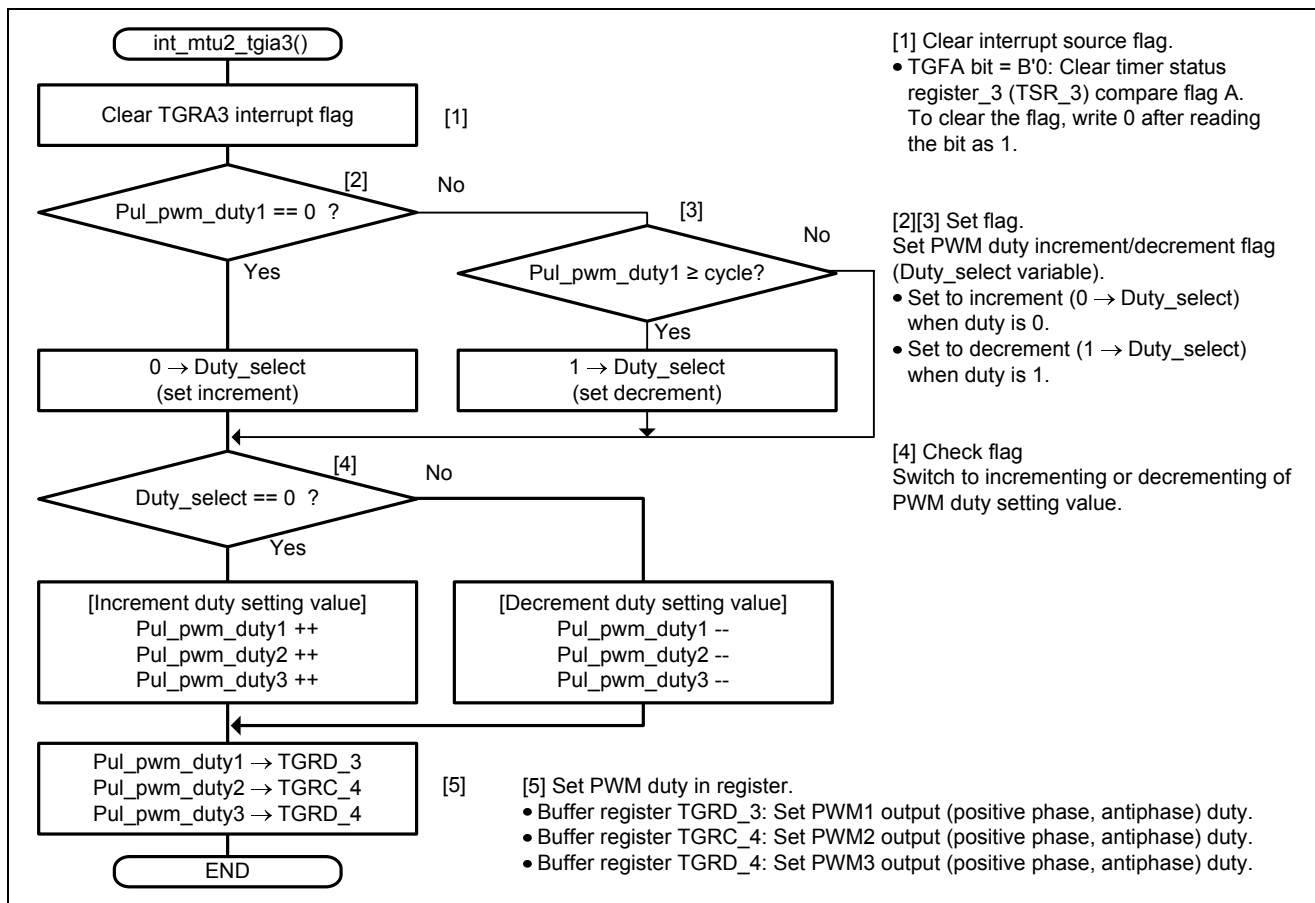 int_mtu2_tgia3()
Clear TGRA3 interrupt flag
[1]
[1] Clear interrupt source flag.
• TGFA bit = B'0: Clear timer status
register_3 (TSR_3) compare flag A.
To clear the flag, write 0 after reading
the bit as 1.
[2]
No
Pul_pwm_duty1 == 0 ?
Yes
[3]
No
Pul_pwm_duty1 ≥ cycle?
Yes
[2][3] Set flag.
Set PWM duty increment/decrement flag
(Duty_select variable).
• Set to increment (0 → Duty_select)
when duty is 0.
• Set to decrement (1 → Duty_select)
when duty is 1.
0 → Duty_select
(set increment)
1 → Duty_select
(set decrement)
[4]
No
Duty_select == 0 ?
Yes
[4] Check flag
Switch to incrementing or decrementing of
PWM duty setting value.
[Increment duty setting value]
Pul_pwm_duty1 ++
Pul_pwm_duty2 ++
Pul_pwm_duty3 ++
[Decrement duty setting value]
Pul_pwm_duty1 --
Pul_pwm_duty2 --
Pul_pwm_duty3 --
Pul_pwm_duty1 → TGRD_3
Pul_pwm_duty2 → TGRC_4
Pul_pwm_duty3 → TGRD_4
[5]
[5] Set PWM duty in register.
• Buffer register TGRD_3: Set PWM1 output (positive phase, antiphase) duty.
• Buffer register TGRC_4: Set PWM2 output (positive phase, antiphase) duty.
• Buffer register TGRD_4: Set PWM3 output (positive phase, antiphase) duty.
END